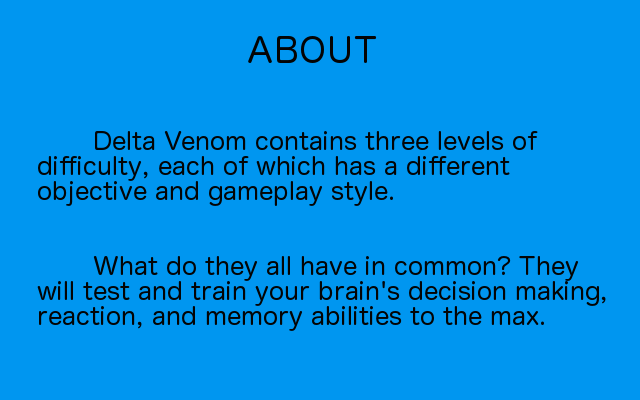 ABOUT
Delta Venom contains three levels of
difficulty, each of which has a different
objective and gameplay style.
What do they all have in common? They
will test and train your brain's decision making,
reaction, and memory abilities to the max.